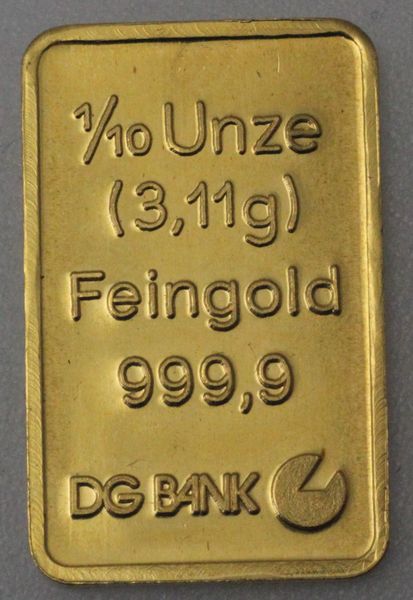 1/10 Unze
(3,11g)
Feingold
999,9
DG BANK